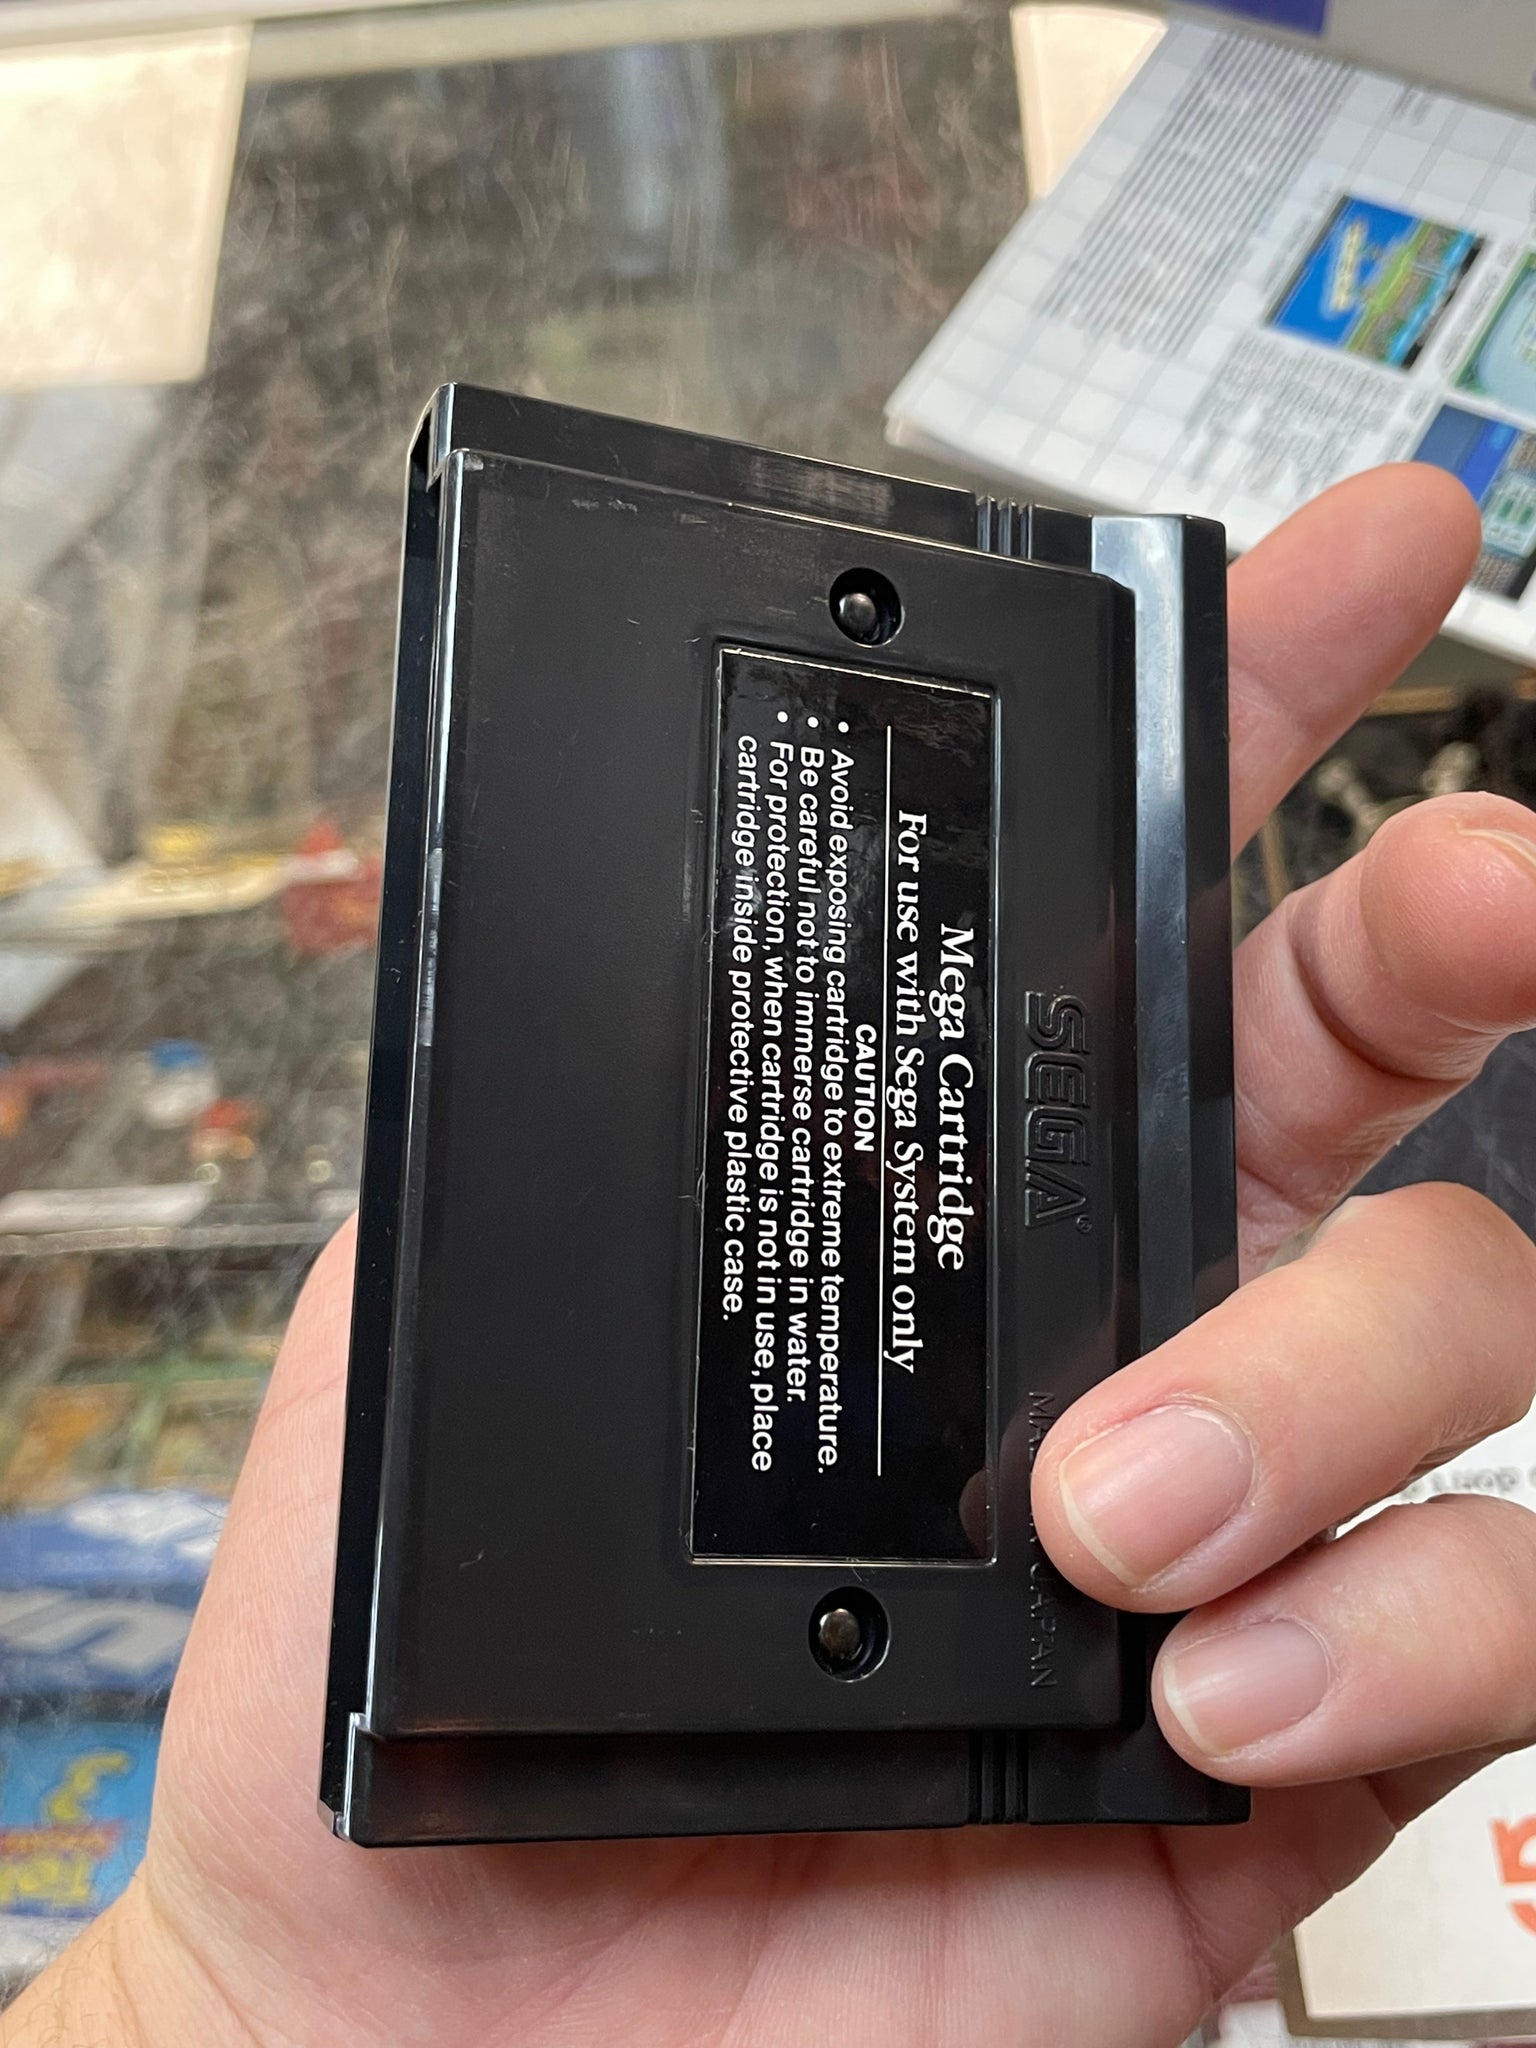 SEGA®
MA
JAPAN
Mega Cartridge
For use with Sega System only
CAUTION
• Avoid exposing cartridge to extreme temperature.
• Be careful not to immerse cartridge in water.
• For protection, when cartridge is not in use, place
cartridge inside protective plastic case.